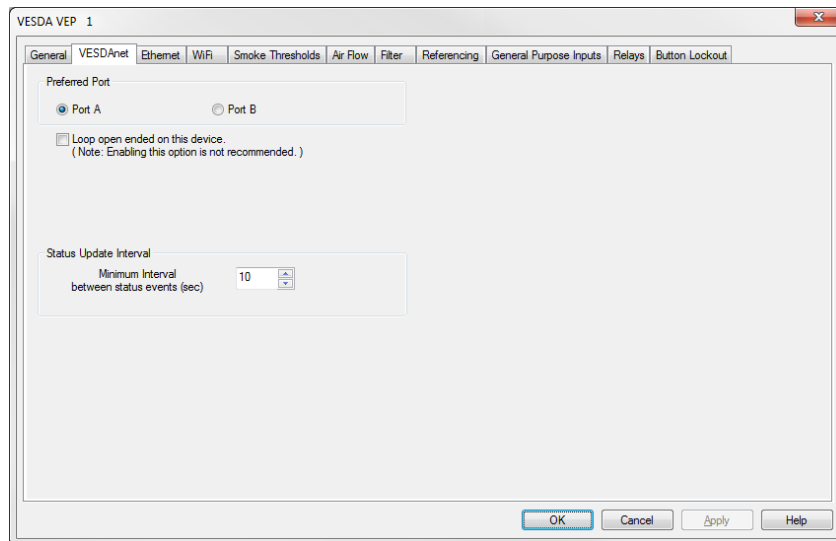 VESDA VEP 1
General VESDAnet Ethernet WiFi Smoke Thresholds Air Flow Filter Referencing General Purpose Inputs Relays Button Lockout
Preferred Port
Port A Port B
Loop open ended on this device.
( Note: Enabling this option is not recommended. )
Status Update Interval
Minimum Interval
between status events (sec)
10
OK Cancel Apply Help